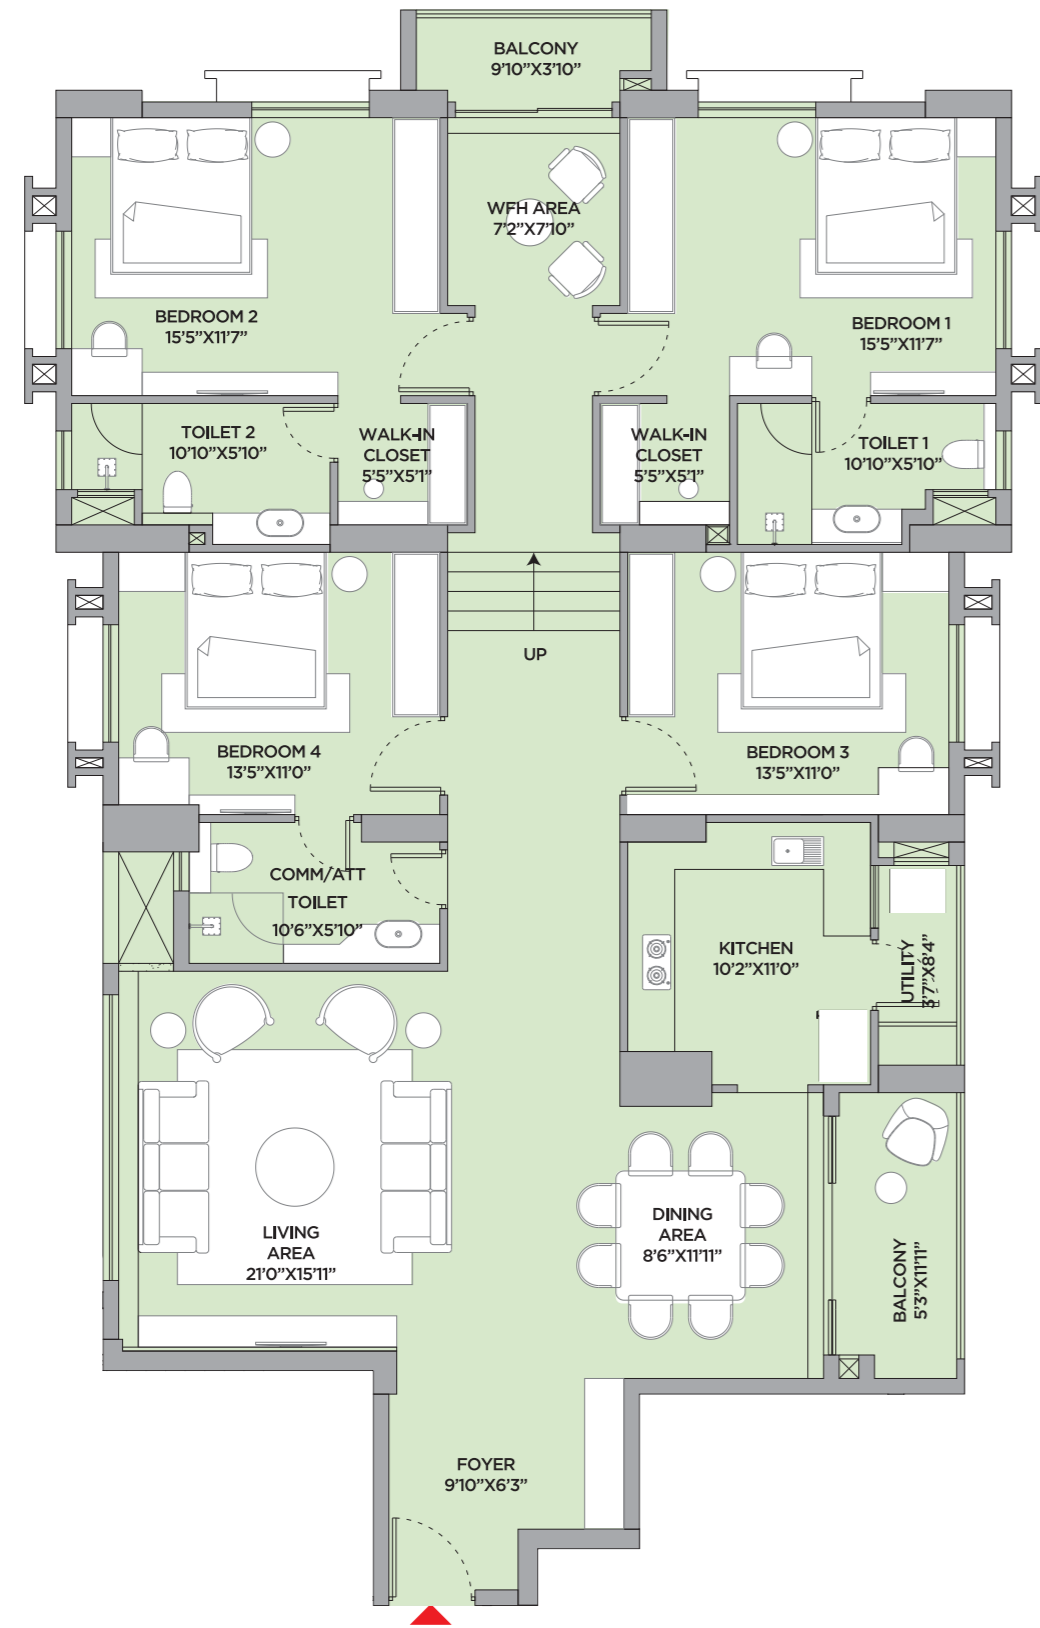 BALCONY
9'10"X3'10"
WFH AREA
7'2"X7'10"
BEDROOM 2
15'5"X11'7"
BEDROOM 1
15'5"X11'7"
TOILET 2
10'10"X5'10"
WALK-IN
CLOSET
5'5"X5'1"
WALK-IN
CLOSET
5'5"X5'1"
TOILET 1
10'10"X5'10"
UP
BEDROOM 4
13'5"X11'0"
BEDROOM 3
13'5"X11'0"
COMM/ATT
TOILET
10'6"X5'10"
KITCHEN
10'2"X11'0"
UTILITY
3'7"X8'4"
LIVING
AREA
21'0"X15'11"
DINING
AREA
8'6"X11'11"
BALCONY
5'3"X11'11"
FOYER
9'10"X6'3"